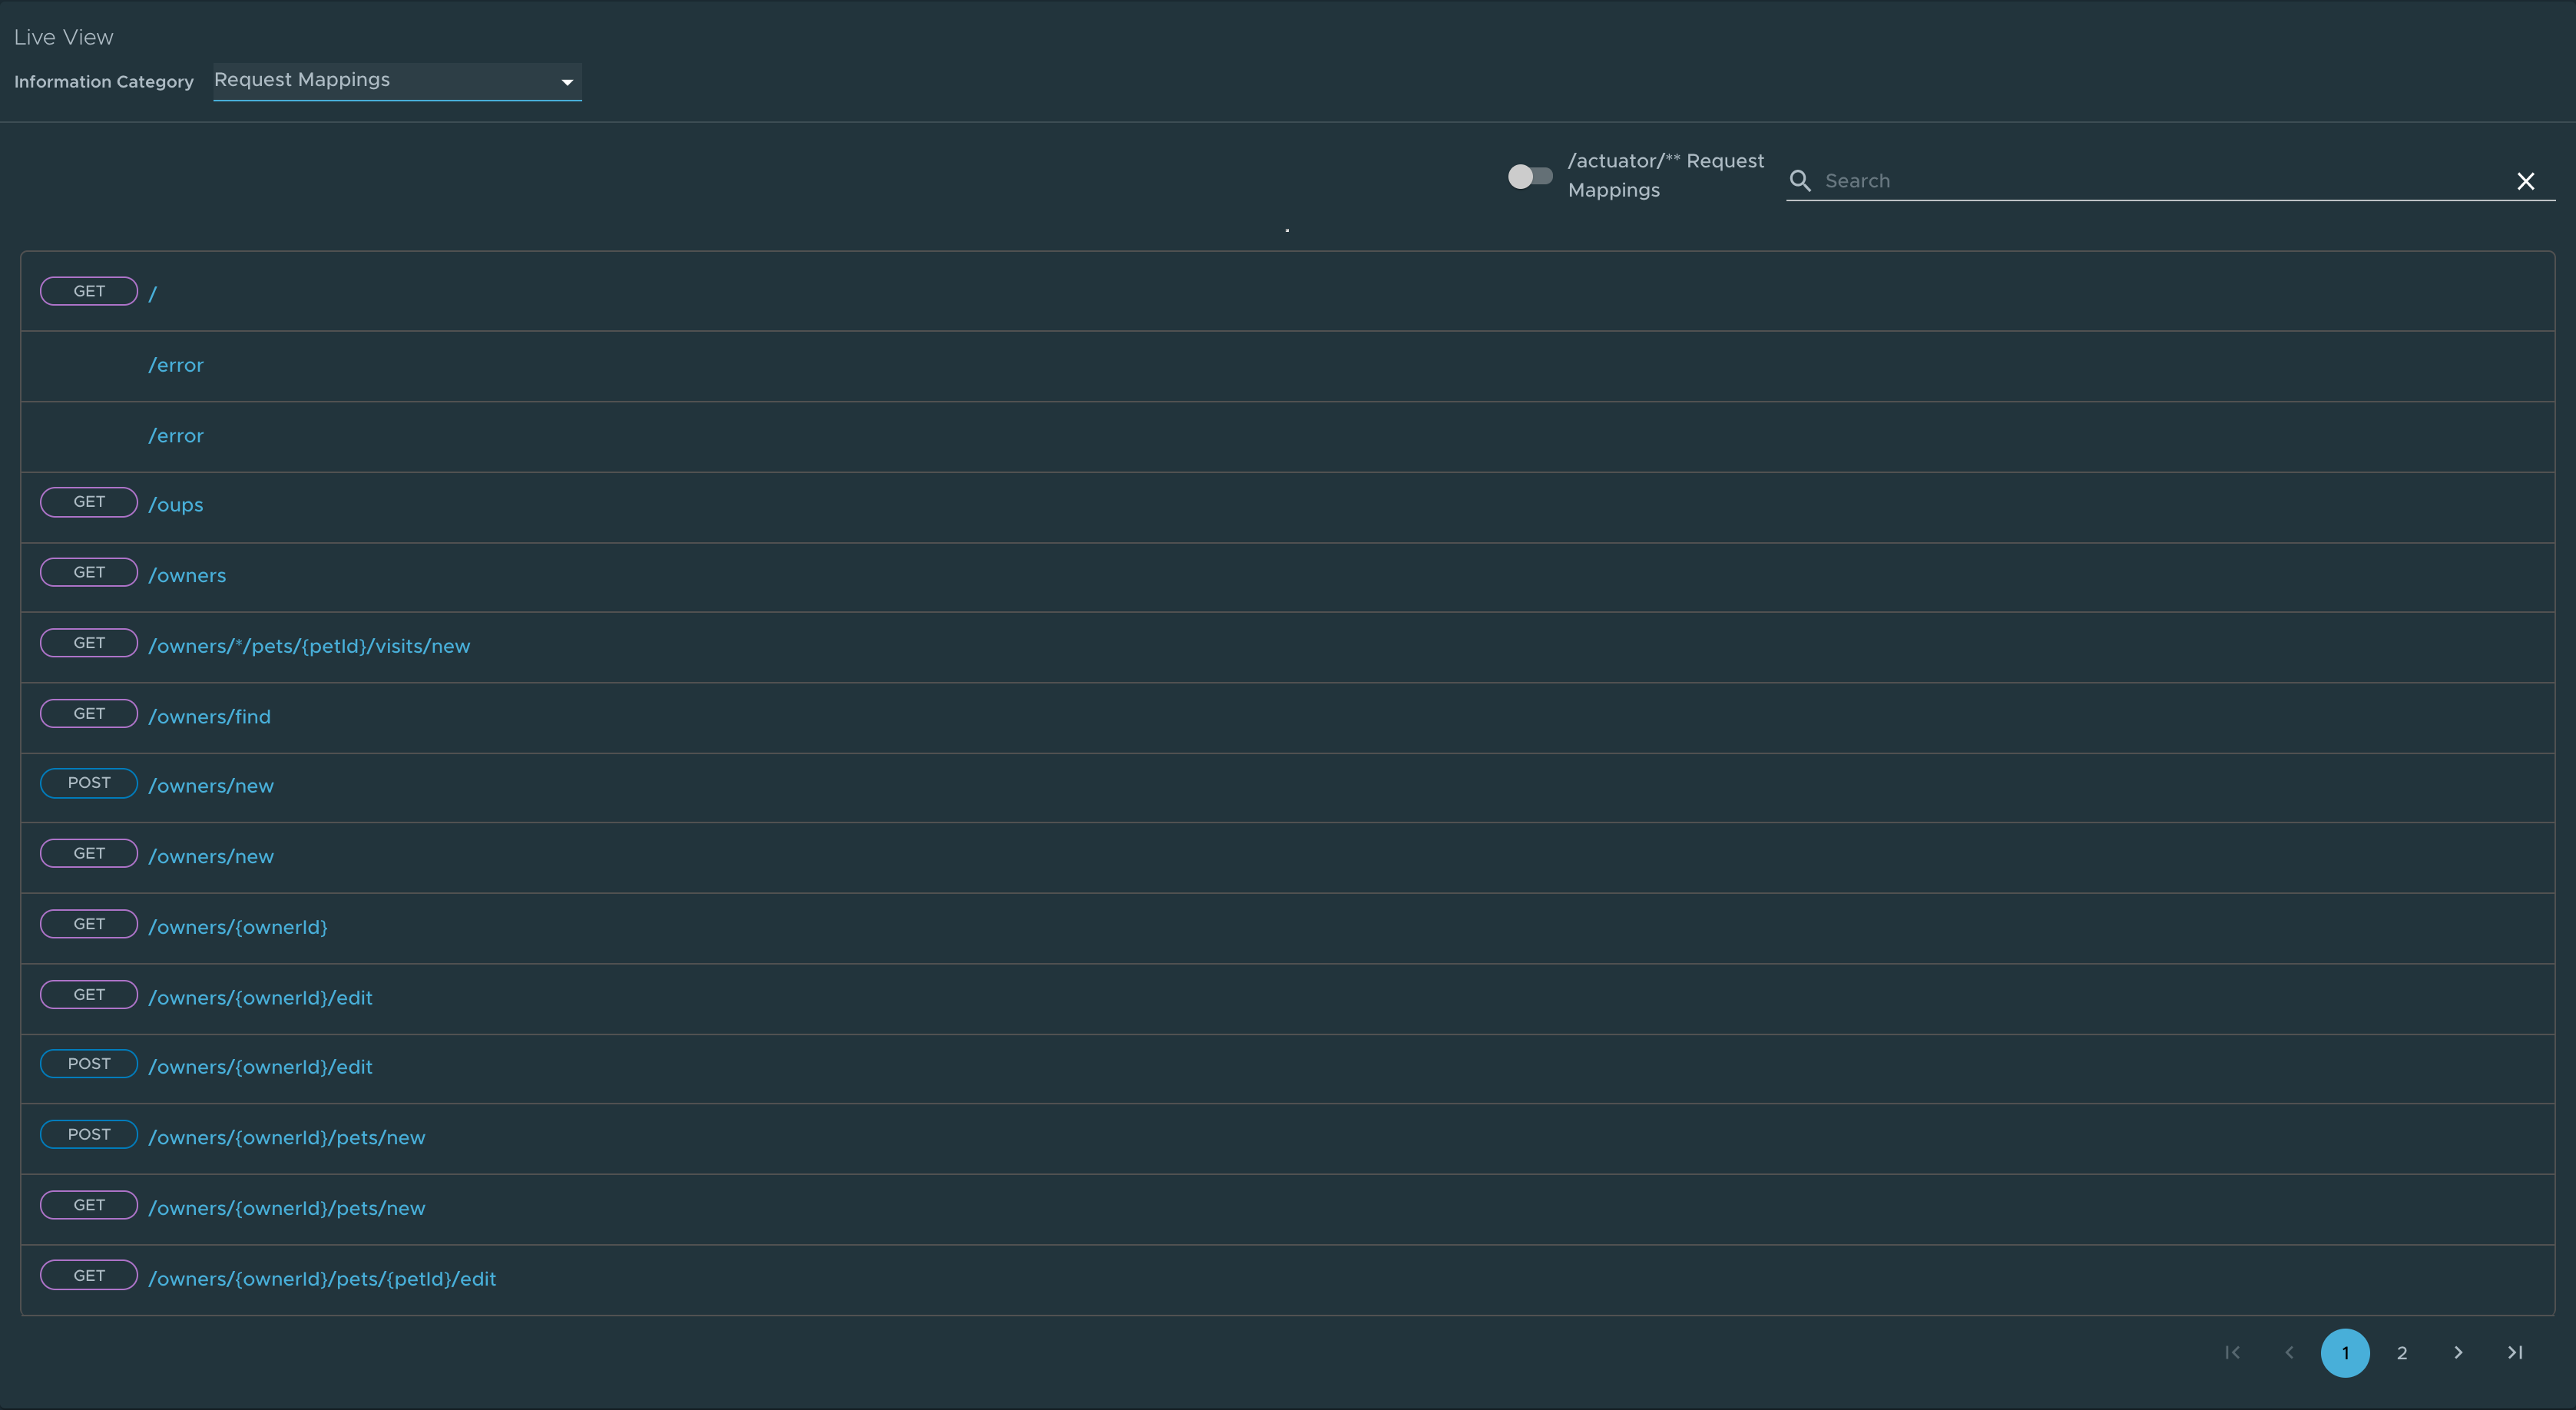 Live View
Information Category Request Mappings
/actuator/** Request
Mappings
Search
GET /
/error
/error
GET /oups
GET /owners
GET /owners/*/pets/{petId}/visits/new
GET /owners/find
POST /owners/new
GET /owners/new
GET /owners/{ownerId}
GET /owners/{ownerId}/edit
POST /owners/{ownerId}/edit
POST /owners/{ownerId}/pets/new
GET /owners/{ownerId}/pets/new
GET /owners/{ownerId}/pets/{petId}/edit
1 2